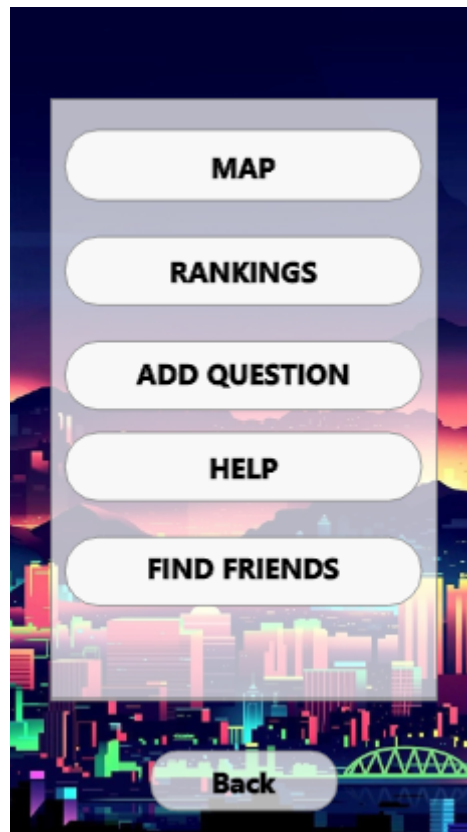 MAP
RANKINGS
ADD QUESTION
HELP
FIND FRIENDS
Back